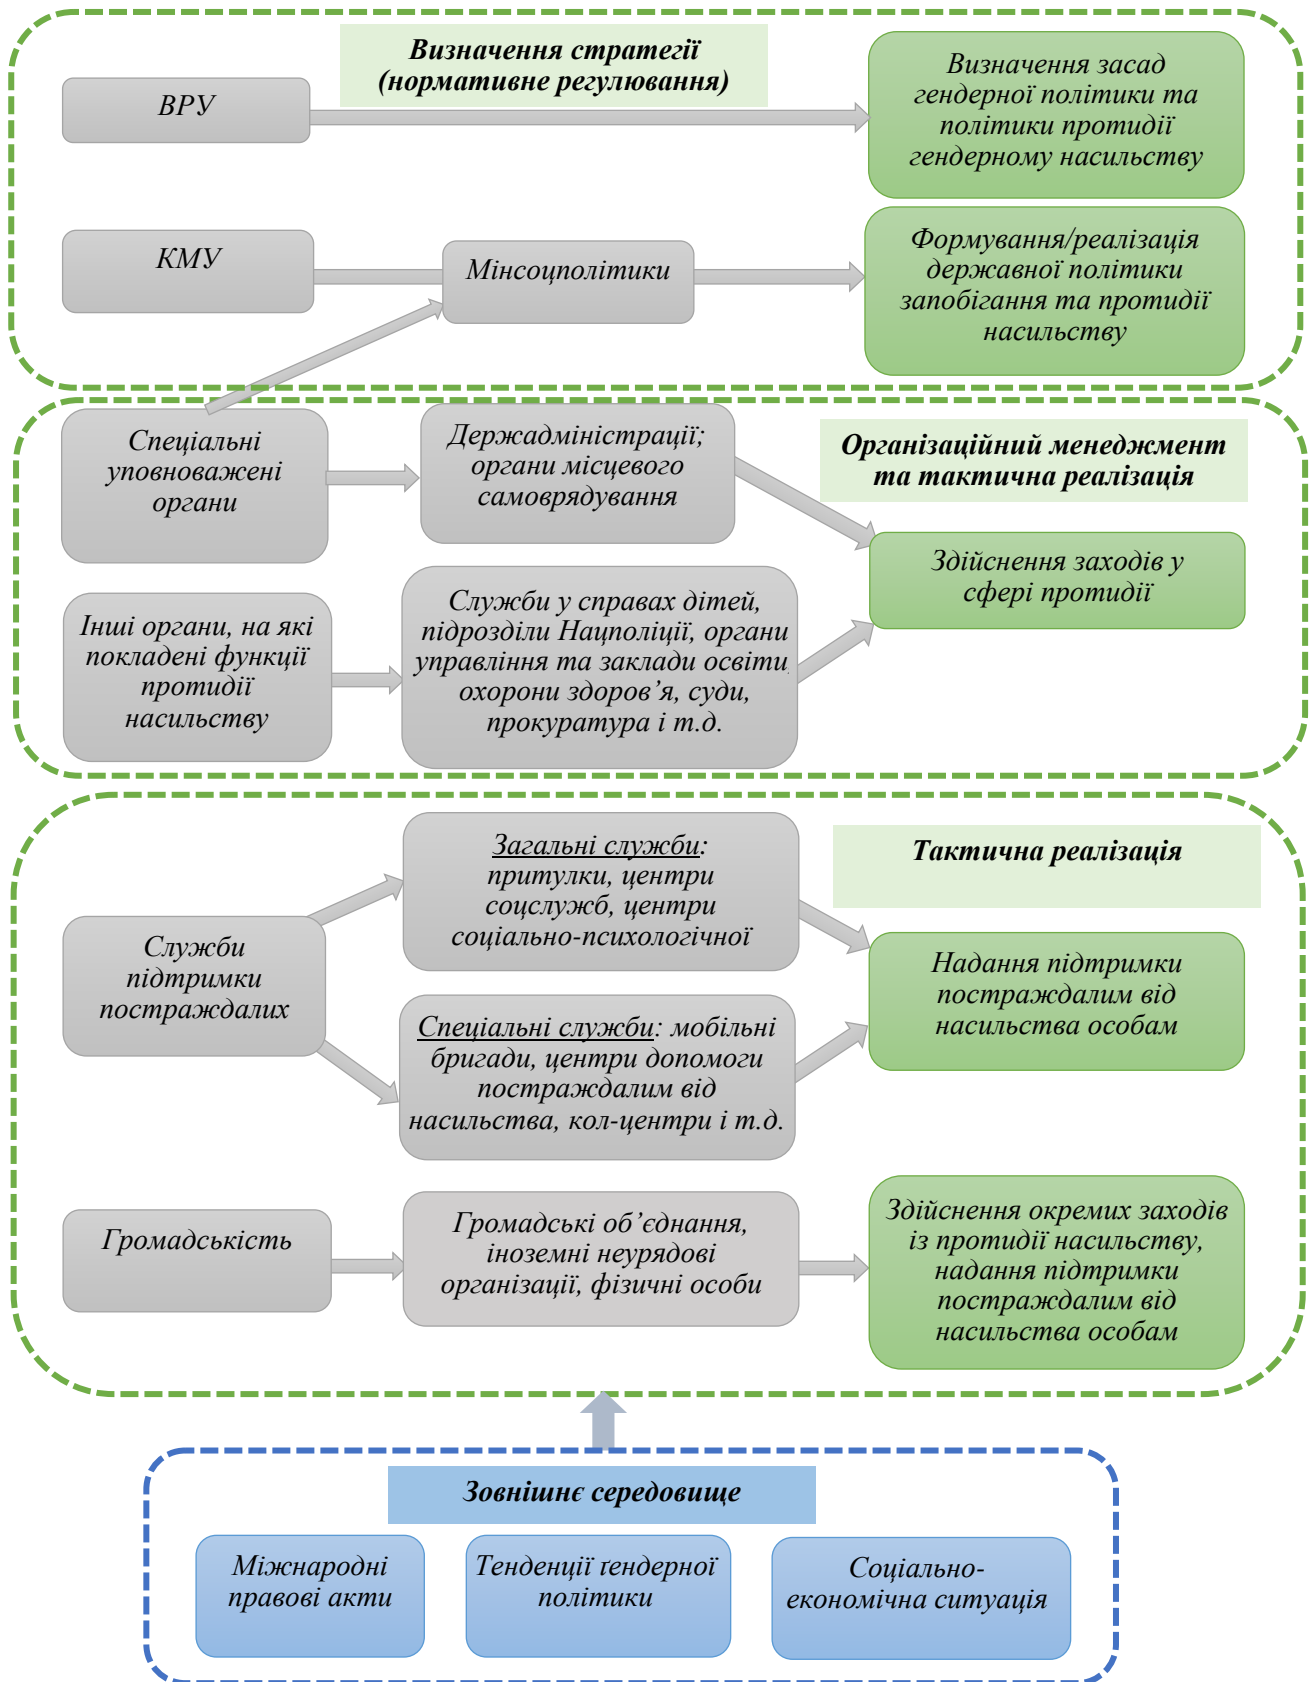 Визначення стратегії
(нормативне регулювання)
ВРУ
Визначення засад
гендерної політики та
політики протидії
гендерному насильству
КМУ
Мінсоцполітики
Формування/реалізація
державної політики
запобігання та протидії
насильству
Спеціальні
уповноважені
органи
Держадміністрації;
органи місцевого
самоврядування
Організаційний менеджмент
та тактична реалізація
Здійснення заходів у
сфері протидії
Інші органи, на які
покладені функції
протидії
насильству
Служби у справах дітей,
підрозділи Нацполіції, органи
управління та заклади освіти,
охорони здоров’я, суди,
прокуратура і т.д.
Загальні служби:
притулки, центри
соцслужб, центри
соціально-психологічної
Тактична реалізація
Служби
підтримки
постраждалих
Надання підтримки
постраждалим від
насильства особам
Спеціальні служби: мобільні
бригади, центри допомоги
постраждалим від
насильства, кол-центри і т.д.
Громадськість
Громадські об’єднання,
іноземні неурядові
організації, фізичні особи
Здійснення окремих заходів
із протидії насильству,
надання підтримки
постраждалим від
насильства особам
Зовнішнє середовище
Міжнародні
правові акти
Тенденції ґендерної
політики
Соціально-
економічна ситуація